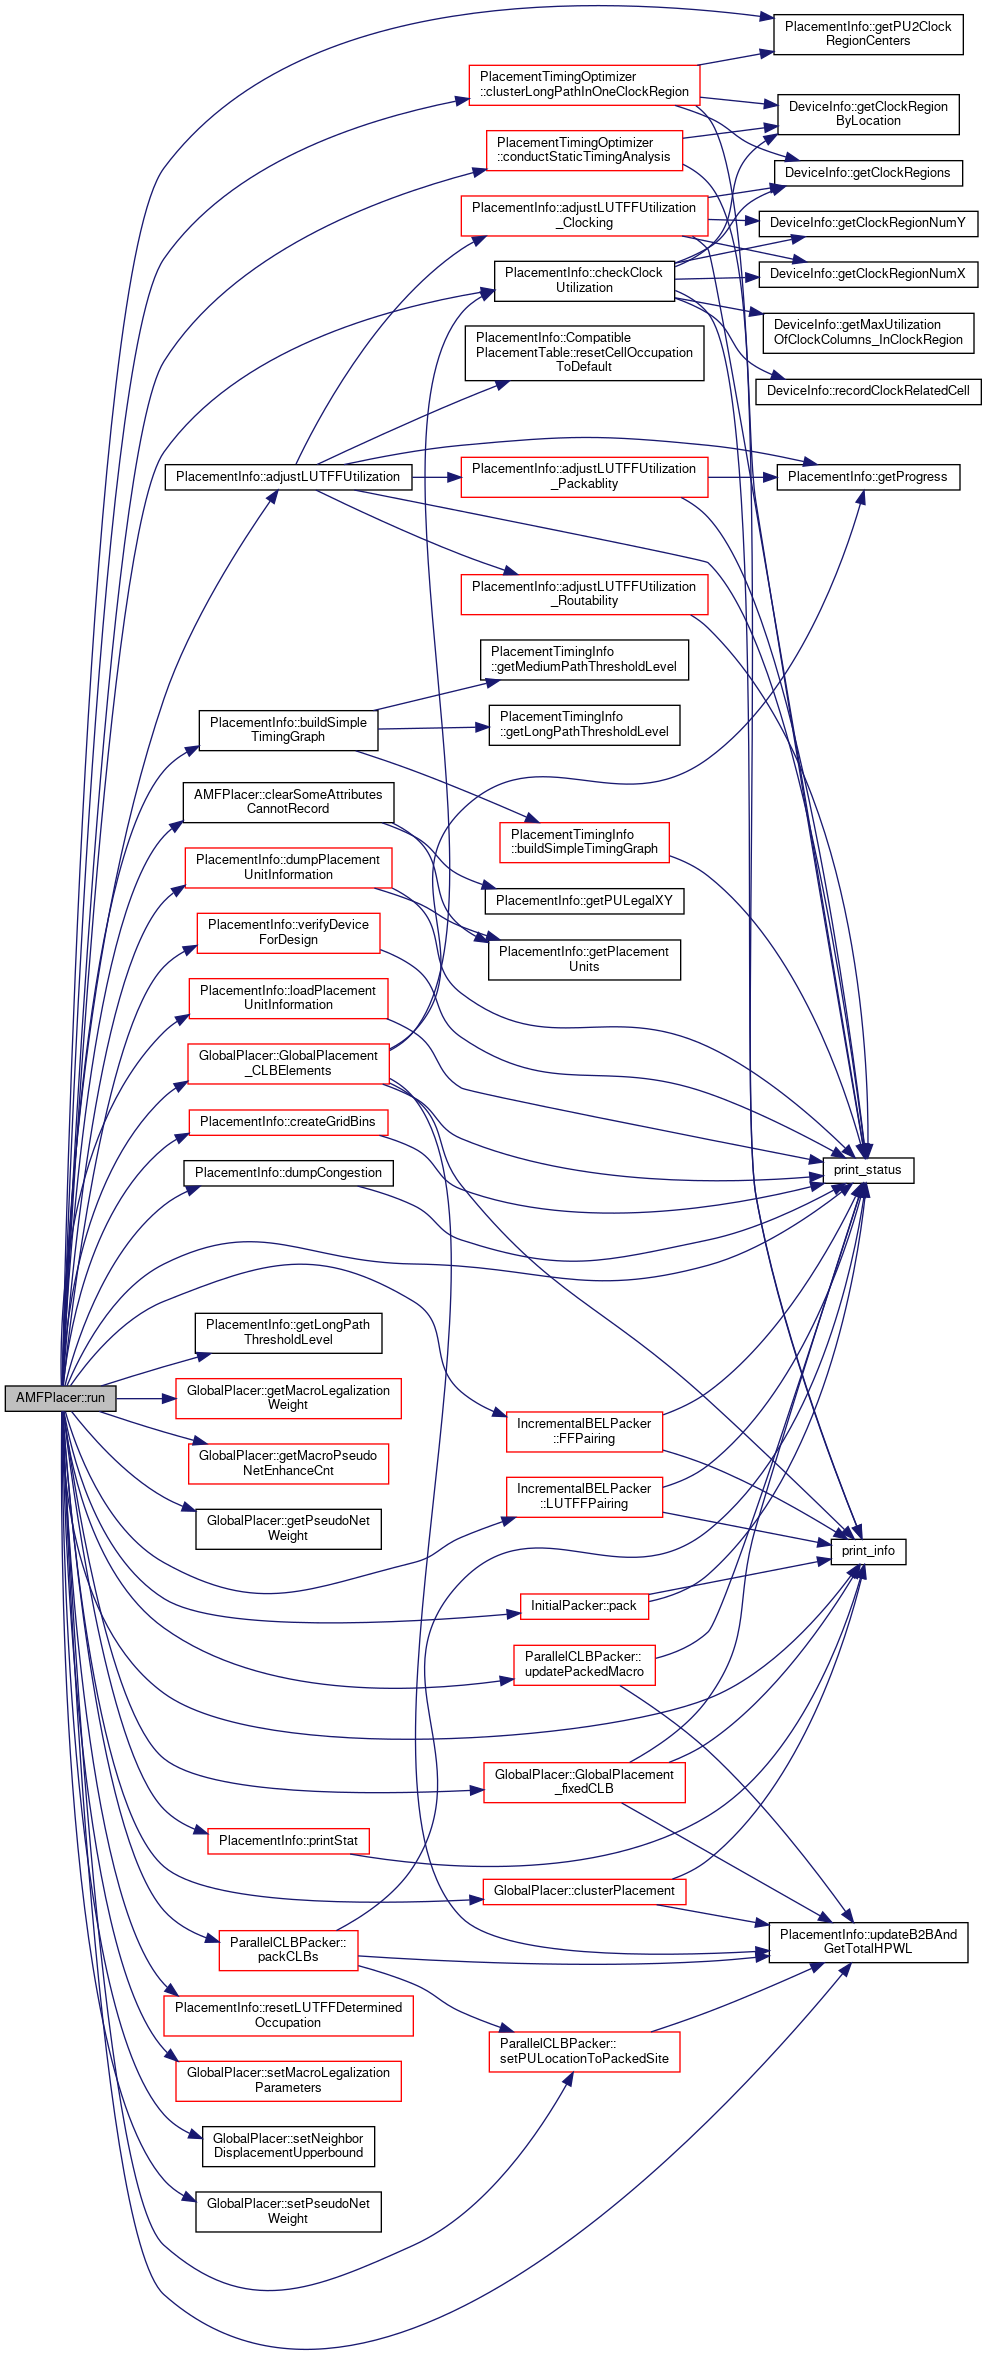 PlacementInfo::getPU2Clock
RegionCenters
PlacementTimingOptimizer
::clusterLongPathInOneClockRegion
DeviceInfo::getClockRegion
ByLocation
PlacementTimingOptimizer
::conductStaticTimingAnalysis
DeviceInfo::getClockRegions
PlacementInfo::adjustLUTFFUtilization
_Clocking
DeviceInfo::getClockRegionNumY
PlacementInfo::checkClock
Utilization
DeviceInfo::getClockRegionNumX
DeviceInfo::getMaxUtilization
OfClockColumns_InClockRegion
PlacementInfo::Compatible
PlacementTable::resetCellOccupation
ToDefault
DeviceInfo::recordClockRelatedCell
PlacementInfo::adjustLUTFFUtilization
PlacementInfo::adjustLUTFFUtilization
_Packablity
PlacementInfo::getProgress
PlacementInfo::adjustLUTFFUtilization
_Routability
PlacementTimingInfo
::getMediumPathThresholdLevel
PlacementInfo::buildSimple
TimingGraph
PlacementTimingInfo
::getLongPathThresholdLevel
AMFPlacer::clearSomeAttributes
CannotRecord
PlacementTimingInfo
::buildSimpleTimingGraph
PlacementInfo::dumpPlacement
UnitInformation
PlacementInfo::getPULegalXY
PlacementInfo::verifyDevice
ForDesign
PlacementInfo::getPlacement
Units
PlacementInfo::loadPlacement
UnitInformation
GlobalPlacer::GlobalPlacement
_CLBElements
PlacementInfo::createGridBins
PlacementInfo::dumpCongestion
print_status
PlacementInfo::getLongPath
ThresholdLevel
AMFPlacer::run
GlobalPlacer::getMacroLegalization
Weight
IncrementalBELPacker
::FFPairing
GlobalPlacer::getMacroPseudo
NetEnhanceCnt
IncrementalBELPacker
::LUTFFPairing
GlobalPlacer::getPseudoNet
Weight
print_info
InitialPacker::pack
ParallelCLBPacker::
updatePackedMacro
GlobalPlacer::GlobalPlacement
_fixedCLB
PlacementInfo::printStat
GlobalPlacer::clusterPlacement
ParallelCLBPacker::
packCLBs
PlacementInfo::updateB2BAnd
GetTotalHPWL
PlacementInfo::resetLUTFFDetermined
Occupation
ParallelCLBPacker::
setPULocationToPackedSite
GlobalPlacer::setMacroLegalization
Parameters
GlobalPlacer::setNeighbor
DisplacementUpperbound
GlobalPlacer::setPseudoNet
Weight